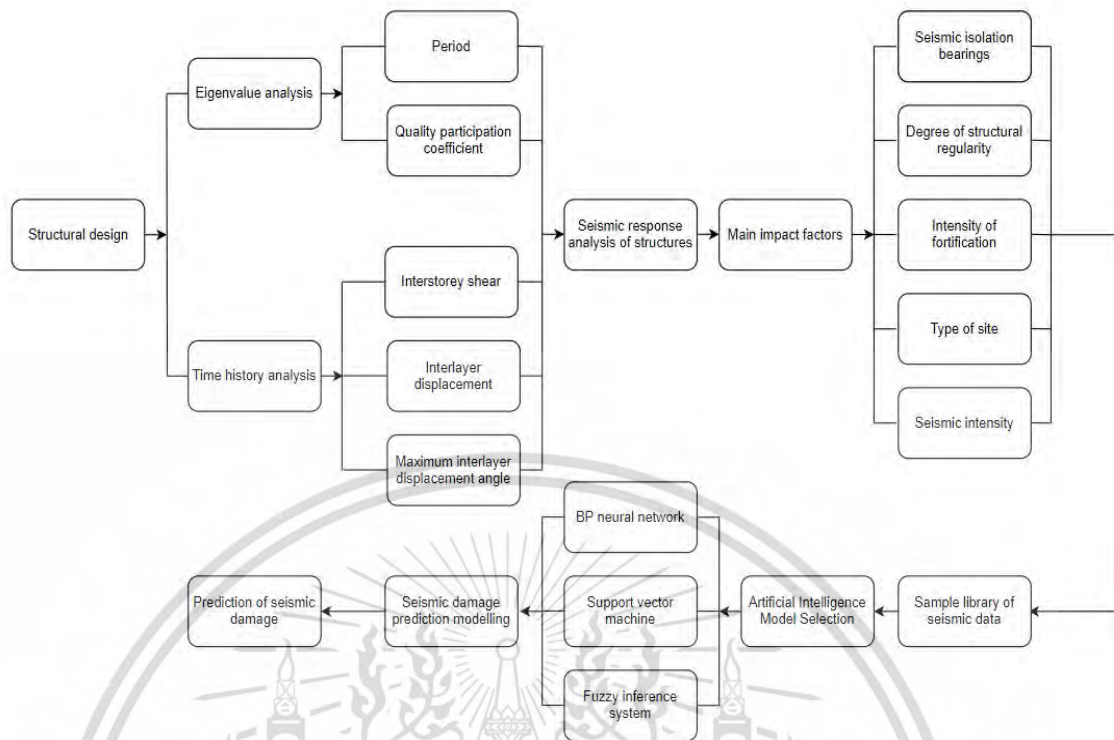 Structural design
Eigenvalue analysis
Time history analysis
Period
Quality participation
coefficient
Interstorey shear
Interlayer
displacement
Maximum interlayer
displacement angle
Seismic response
analysis of structures
Main impact factors
Seismic isolation
bearings
Degree of structural
regularity
Intensity of
fortification
Type of site
Seismic intensity
Sample library of
seismic data
Artificial Intelligence
Model Selection
BP neural network
Support vector
machine
Fuzzy inference
system
Seismic damage
prediction modelling
Prediction of seismic
damage